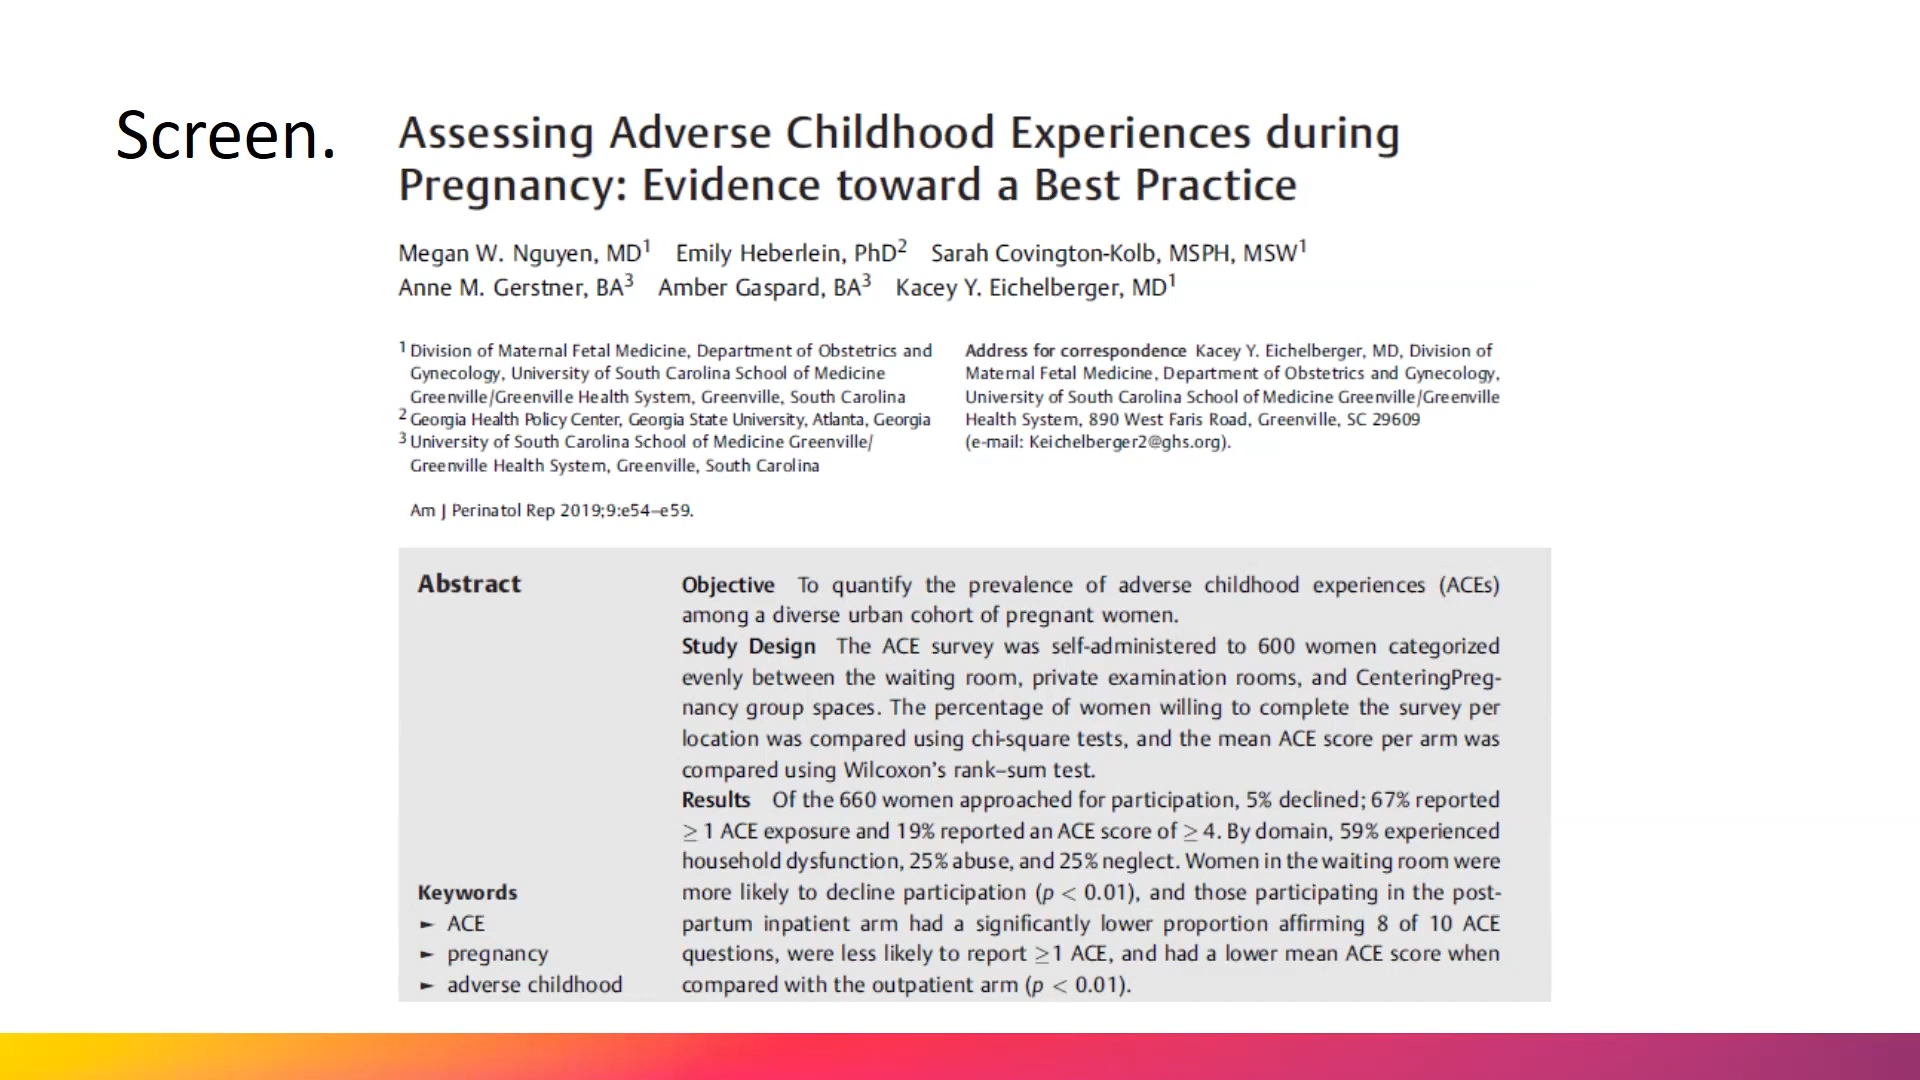 Screen.
Assessing Adverse Childhood Experiences during
Pregnancy: Evidence toward a Best Practice
Megan W. Nguyen, MD1 Emily Heberlein, PhD2 Sarah Covington-Kolb, MSPH, MSW1
Anne M. Gerstner, BA3 Amber Gaspard, BA3 Kacey Y. Eichelberger, MD1
1 Division of Maternal Fetal Medicine, Department of Obstetrics and
Gynecology, University of South Carolina School of Medicine
Greenville/Greenville Health System, Greenville, South Carolina
2 Georgia Health Policy Center, Georgia State University, Atlanta, Georgia
3 University of South Carolina School of Medicine Greenville/
Greenville Health System, Greenville, South Carolina
Address for correspondence Kacey Y. Eichelberger, MD, Division of
Maternal Fetal Medicine, Department of Obstetrics and Gynecology,
University of South Carolina School of Medicine Greenville/Greenville
Health System, 890 West Faris Road, Greenville, SC 29609
(e-mail: Keichelberger2@ghs.org).
Am J Perinatol Rep 2019;9:e54–e59.
Abstract
Objective To quantify the prevalence of adverse childhood experiences (ACEs)
among a diverse urban cohort of pregnant women.
Study Design The ACE survey was self-administered to 600 women categorized
evenly between the waiting room, private examination rooms, and CenteringPreg-
nancy group spaces. The percentage of women willing to complete the survey per
location was compared using chi-square tests, and the mean ACE score per arm was
compared using Wilcoxon's rank–sum test.
Results Of the 660 women approached for participation, 5% declined; 67% reported
≥ 1 ACE exposure and 19% reported an ACE score of ≥ 4. By domain, 59% experienced
household dysfunction, 25% abuse, and 25% neglect. Women in the waiting room were
more likely to decline participation (p < 0.01), and those participating in the post-
partum inpatient arm had a significantly lower proportion affirming 8 of 10 ACE
questions, were less likely to report ≥1 ACE, and had a lower mean ACE score when
compared with the outpatient arm (p < 0.01).
Keywords
► ACE
► pregnancy
► adverse childhood